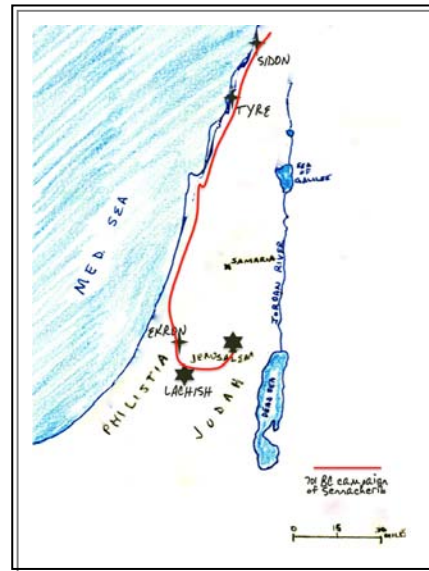 SIDON
TYRE
SEA
OF
GALILEE
MED SEA
SAMARIA
JORDAN RIVER
EKRON
JERUSALEM
LACHISH
PHILISTIA
JUDAH
DEAD SEA
701 BC campaign
of Sennacherib
0 15 30
MILES